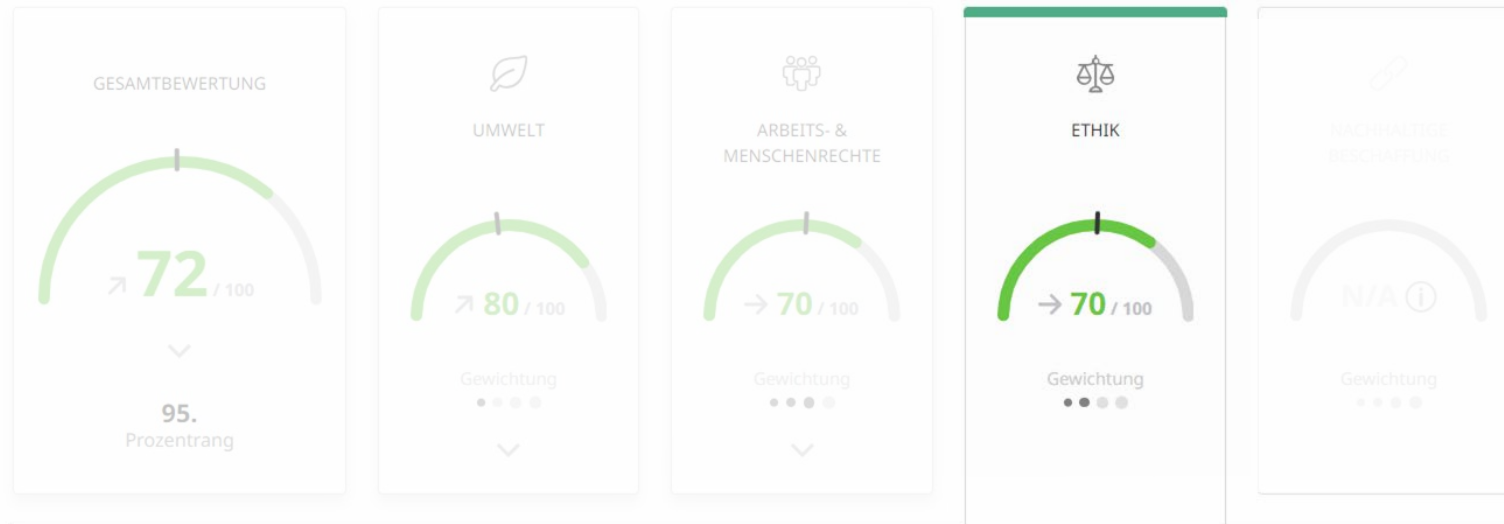 GESAMTBEWERTUNG
72 / 100
95.
Prozentrang
UMWELT
80 / 100
Gewichtung
ARBEITS- &
MENSCHENRECHTE
70 / 100
Gewichtung
ETHIK
70 / 100
Gewichtung
NACHHALTIGE
BESCHAFFUNG
N/A i
Gewichtung